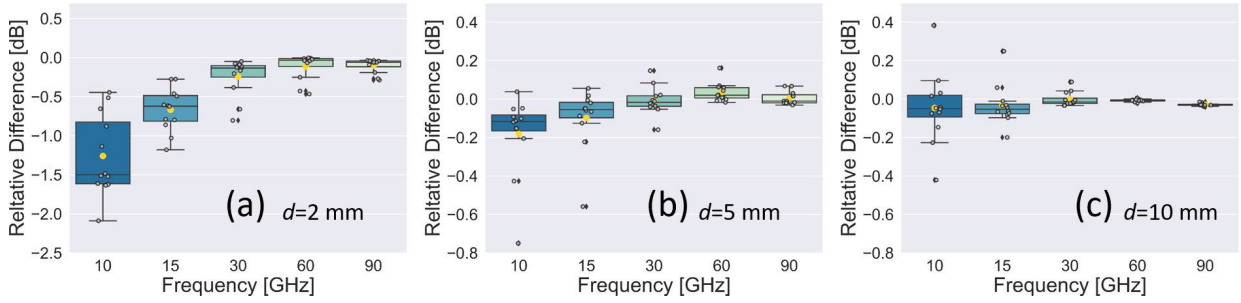 0.5
0.0
−0.5
−1.0
−1.5
−2.0
−2.5
Reltative Difference [dB]
10 15 30 60 90
Frequency [GHz]
(a) d=2 mm
0.4
0.2
0.0
−0.2
−0.4
−0.6
−0.8
Reltative Difference [dB]
10 15 30 60 90
Frequency [GHz]
(b) d=5 mm
0.4
0.2
0.0
−0.2
−0.4
−0.6
−0.8
Reltative Difference [dB]
10 15 30 60 90
Frequency [GHz]
(c) d=10 mm